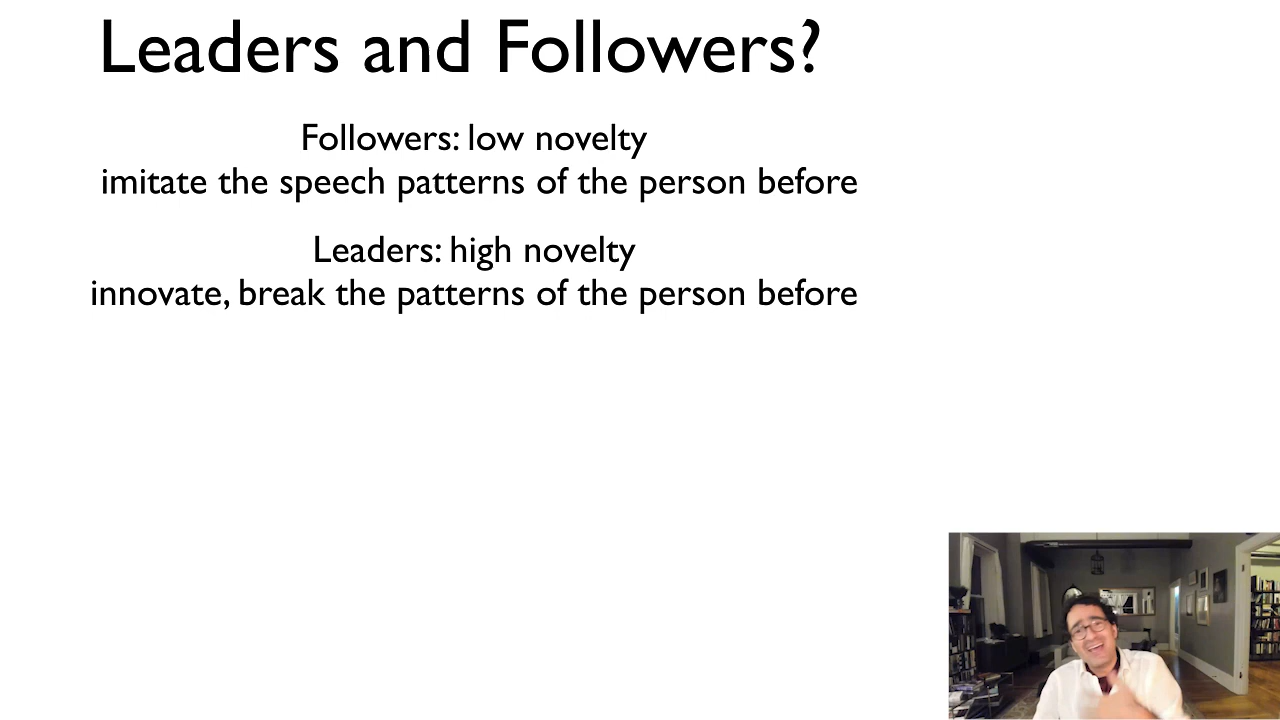 Leaders and Followers?
Followers: low novelty
imitate the speech patterns of the person before
Leaders: high novelty
innovate, break the patterns of the person before